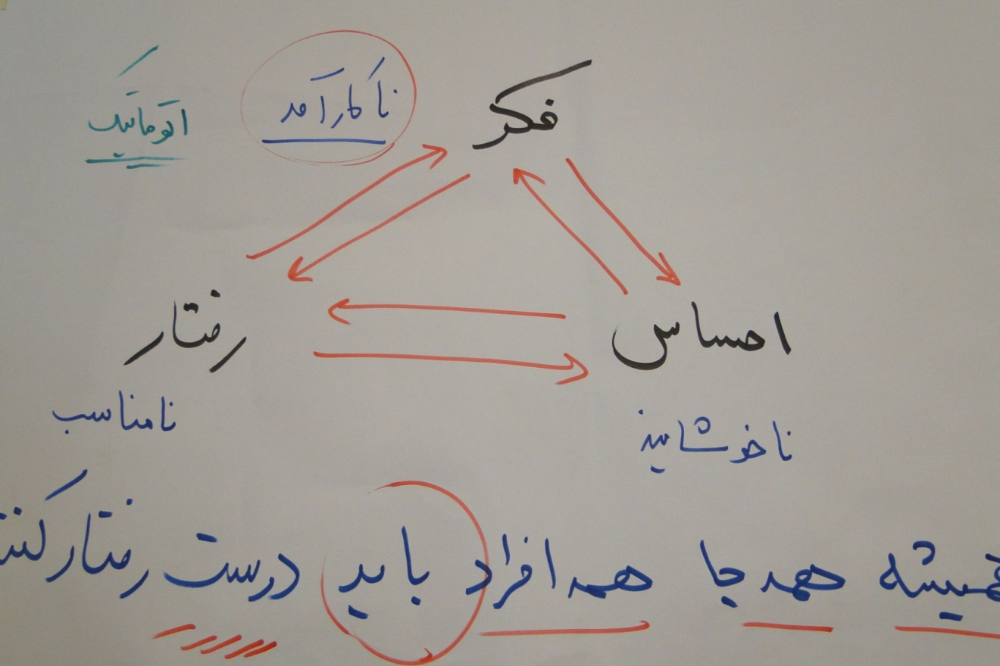 فکر
ناکارآمد
اتوماتیک
احساس
رفتار
ناخوشایند
نامناسب
همیشه همه جا همه افراد باید درست رفتار کنند